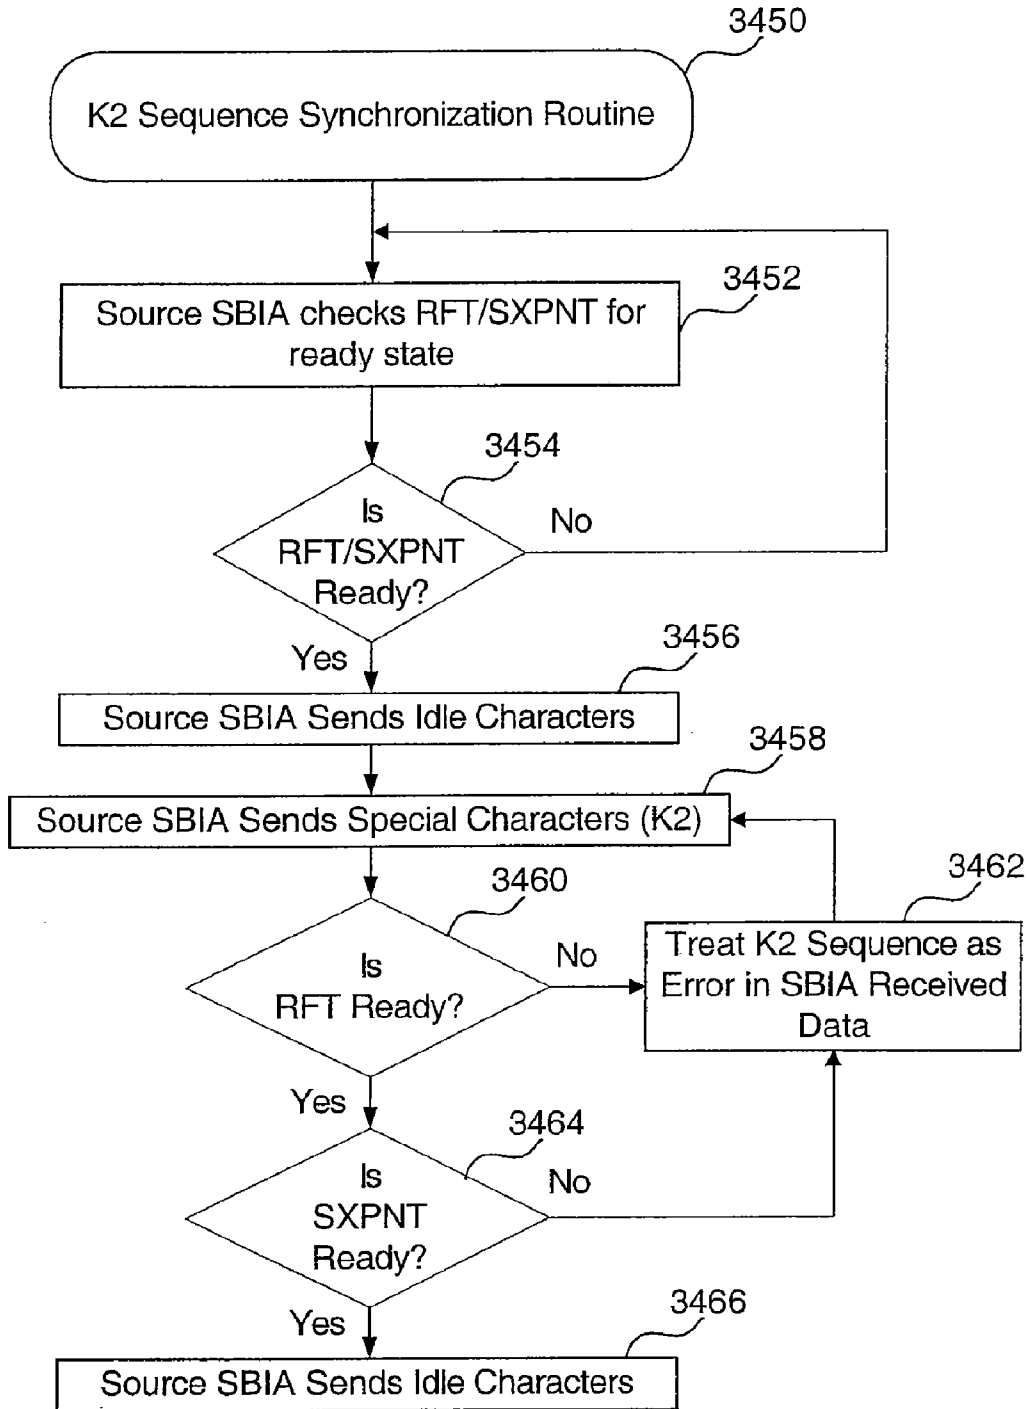 3450
K2 Sequence Synchronization Routine
3452
Source SBIA checks RFT/SXPNT for
ready state
3454
Is
RFT/SXPNT
Ready?
No
Yes
3456
Source SBIA Sends Idle Characters
3458
Source SBIA Sends Special Characters (K2)
3460
Is
RFT Ready?
No
3462
Treat K2 Sequence as
Error in SBIA Received
Data
Yes
3464
Is
SXPNT
Ready?
No
Yes
3466
Source SBIA Sends Idle Characters